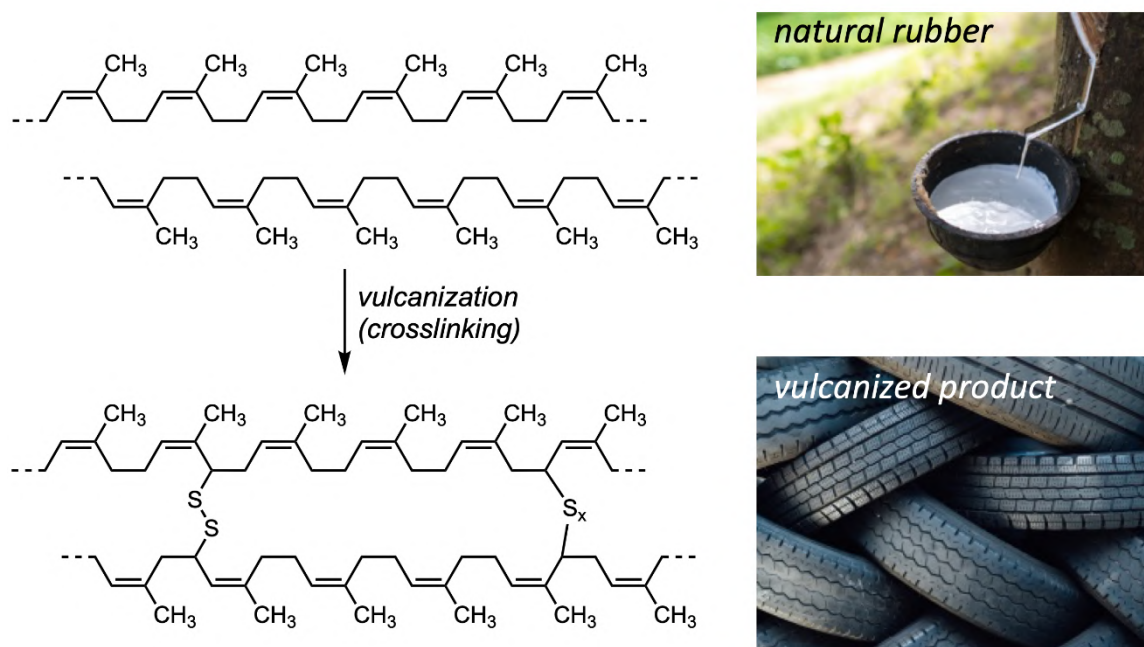 natural rubber
CH3 CH3 CH3 CH3 CH3 CH3
CH3 CH3 CH3 CH3 CH3 CH3
vulcanization
(crosslinking)
vulcanized product
CH3 CH3 CH3 CH3 CH3 CH3
S
S
Sx
CH3 CH3 CH3 CH3 CH3 CH3